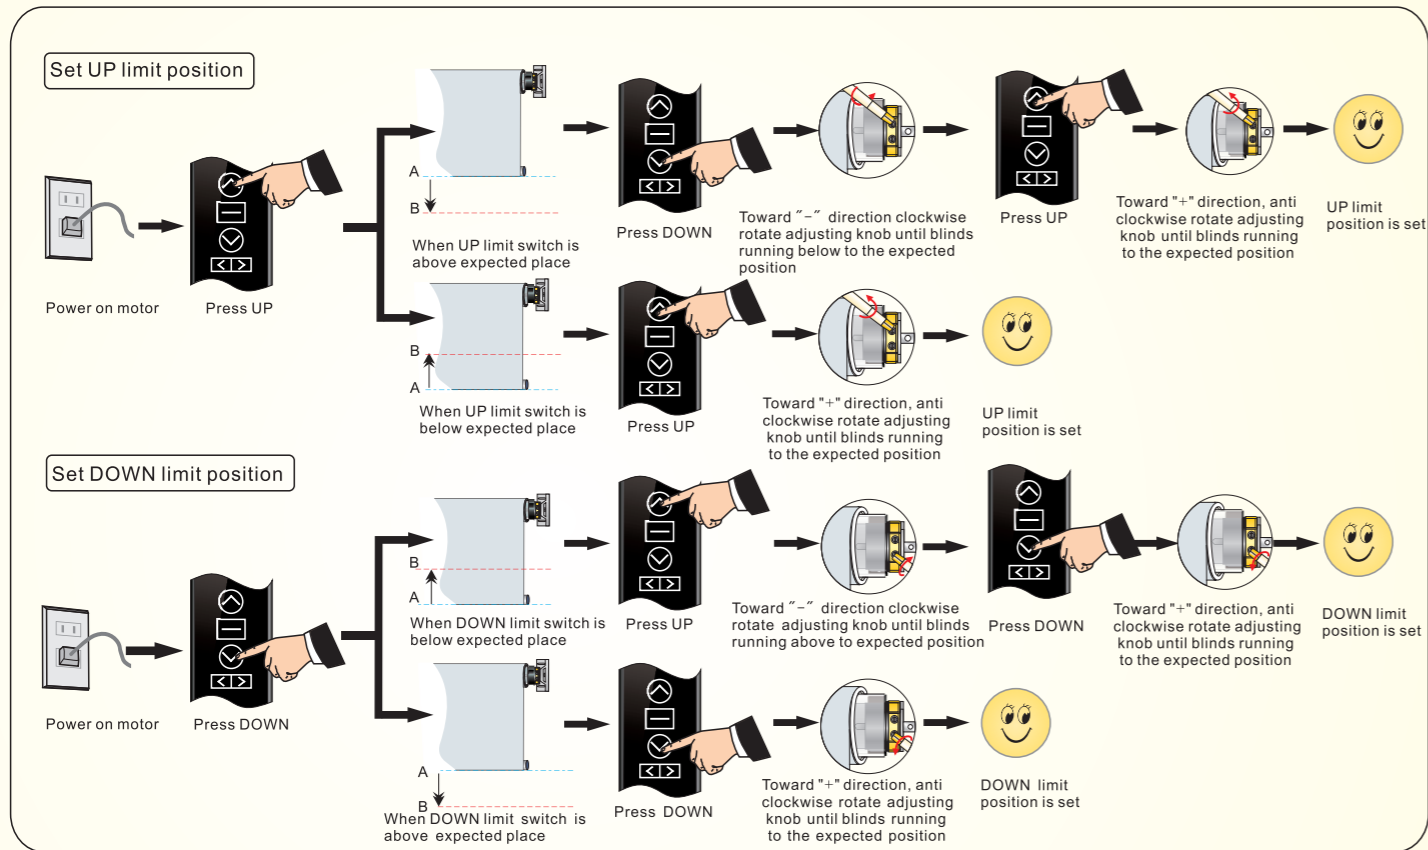 Set UP limit position
Power on motor
Press UP
A
B
When UP limit switch is
above expected place
Press DOWN
Toward "-" direction clockwise
rotate adjusting knob until blinds
running below to the expected
position
Press UP
Toward "+" direction, anti
clockwise rotate adjusting
knob until blinds running
to the expected position
UP limit
position is set
B
A
When UP limit switch is
below expected place
Press UP
Toward "+" direction, anti
clockwise rotate adjusting
knob until blinds running
to the expected position
UP limit
position is set
Set DOWN limit position
Power on motor
Press DOWN
B
A
When DOWN limit switch is
below expected place
Press UP
Toward "-" direction clockwise
rotate adjusting knob until blinds
running above to expected position
Press DOWN
Toward "+" direction, anti
clockwise rotate adjusting
knob until blinds running
to the expected position
DOWN limit
position is set
A
B
When DOWN limit switch is
above expected place
Press DOWN
Toward "+" direction, anti
clockwise rotate adjusting
knob until blinds running
to the expected position
DOWN limit
position is set